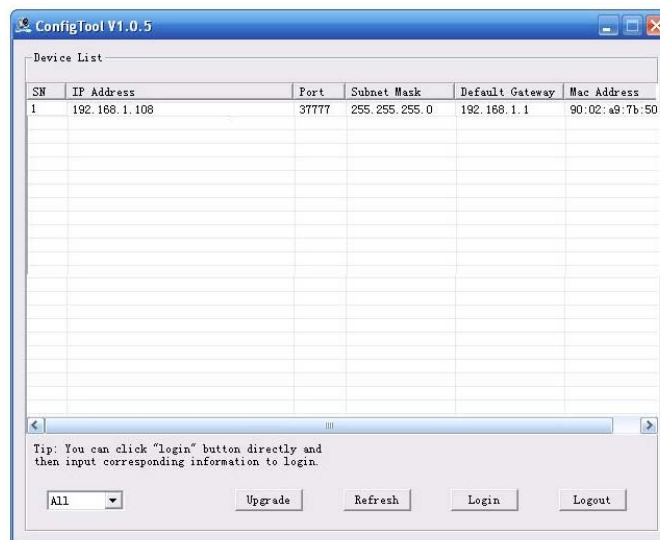 ConfigTool V1.0.5
Device List
SN IP Address Port Subnet Mask Default Gateway Mac Address
1 192.168.1.108 37777 255.255.255.0 192.168.1.1 90:02:a9:7b:50
Tip: You can click "login" button directly and
then input corresponding information to login.
All Upgrade Refresh Login Logout